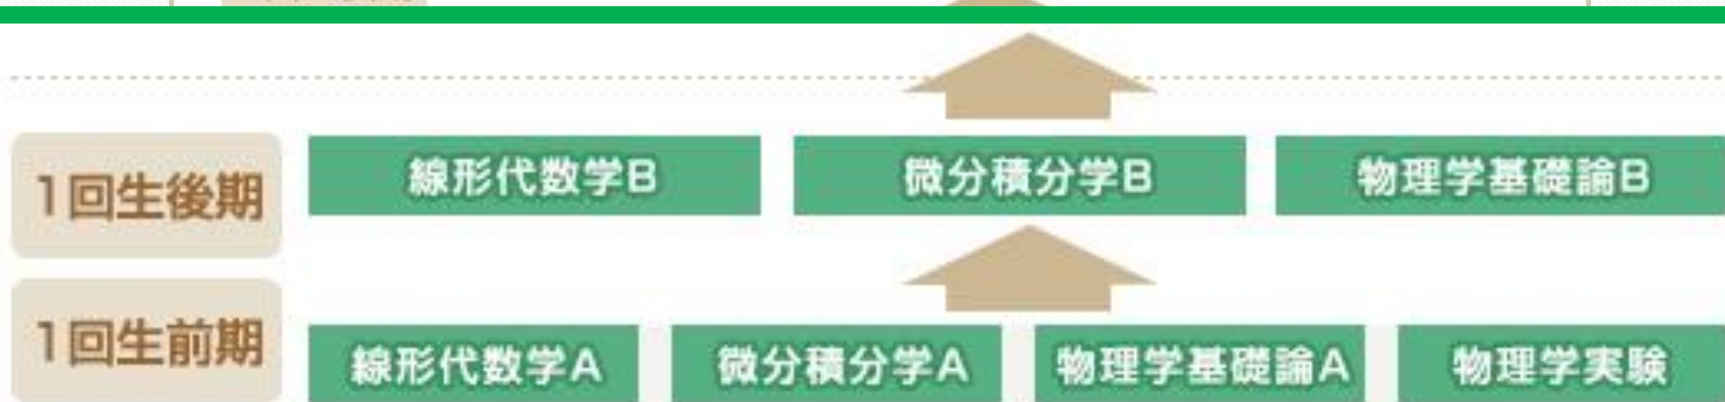 1回生後期
線形代数学B
微分積分学B
物理学基礎論B
1回生前期
線形代数学A
微分積分学A
物理学基礎論A
物理学実験